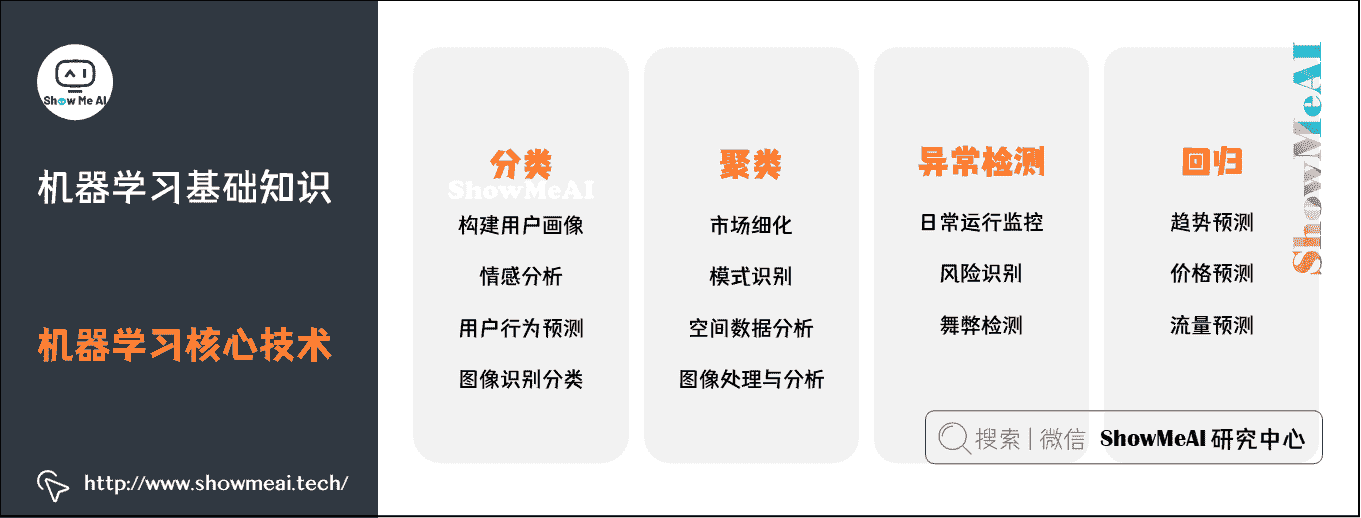 AI
Show Me AI
机器学习基础知识
机器学习核心技术
http://www.showmeai.tech/
分类
ShowMeAI
构建用户画像
情感分析
用户行为预测
图像识别分类
聚类
市场细化
模式识别
空间数据分析
图像处理与分析
异常检测
日常运行监控
风险识别
舞弊检测
回归
趋势预测
价格预测
流量预测
ShowMeAI
搜索 | 微信 ShowMeAI 研究中心